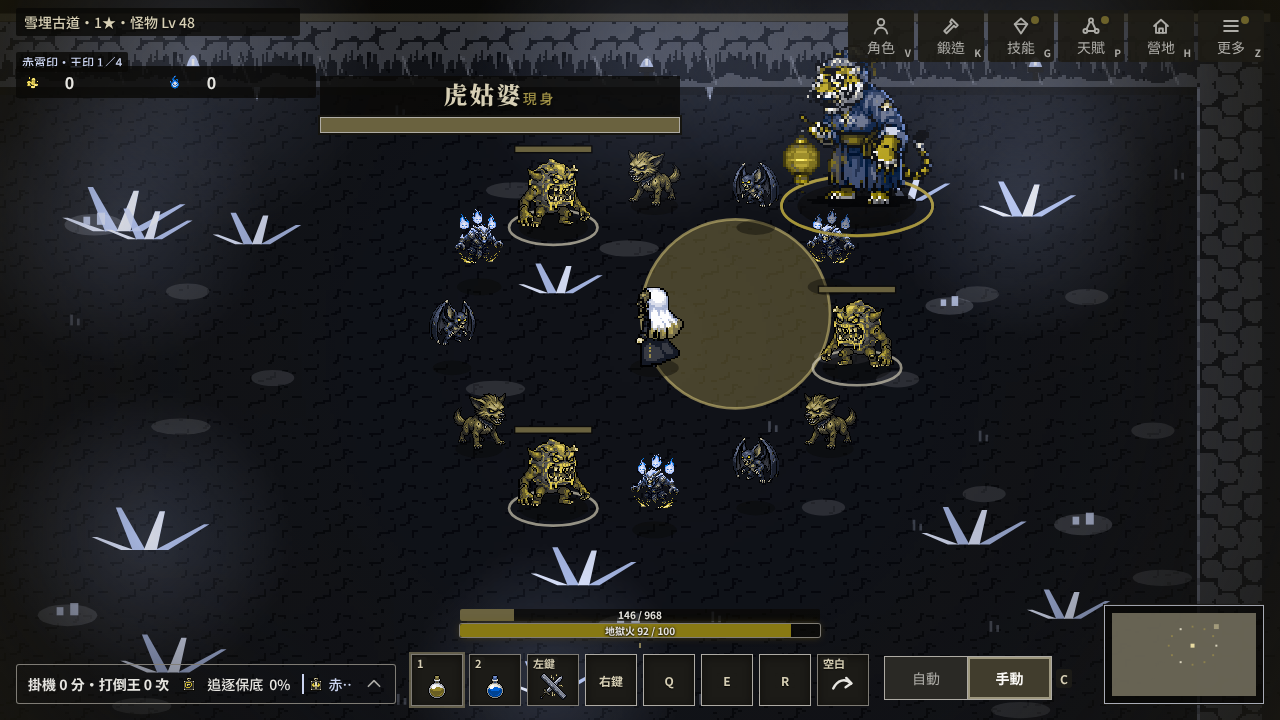 雪埋古道・1★・怪物 Lv 48
赤霄印・王印 1／4
0
0
虎姑婆現身
角色 V
鍛造 K
技能 G
天賦 P
營地 H
更多 Z
146 / 968
地獄火 92 / 100
掛機 0 分・打倒王 0 次
追逐保底 0%
赤··
1
2
左鍵
右鍵
Q
E
R
空白
自動
手動
C